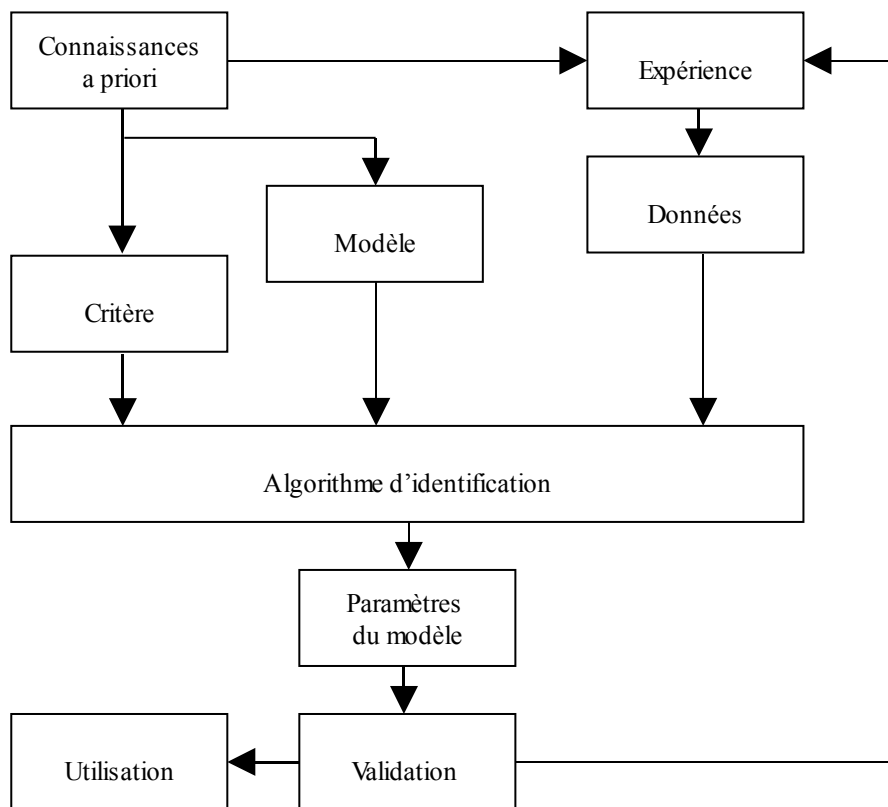 Connaissances
a priori
Expérience
Données
Modèle
Critère
Algorithme d’identification
Paramètres
du modèle
Utilisation
Validation